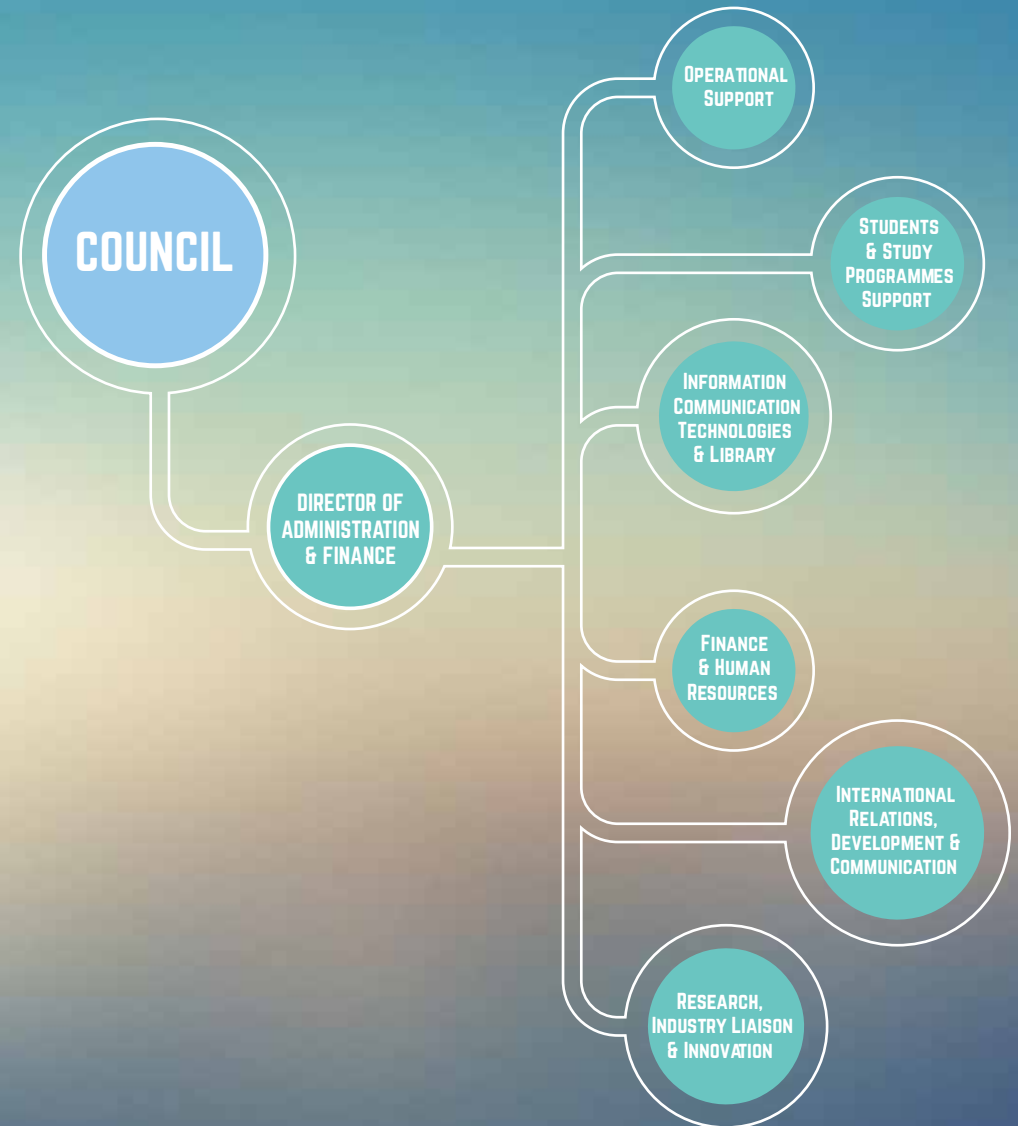 COUNCIL
DIRECTOR OF
ADMINISTRATION
& FINANCE
OPERATIONAL
SUPPORT
STUDENTS
& STUDY
PROGRAMMES
SUPPORT
INFORMATION
COMMUNICATION
TECHNOLOGIES
& LIBRARY
FINANCE
& HUMAN
RESOURCES
INTERNATIONAL
RELATIONS,
DEVELOPMENT &
COMMUNICATION
RESEARCH,
INDUSTRY LIAISON
& INNOVATION